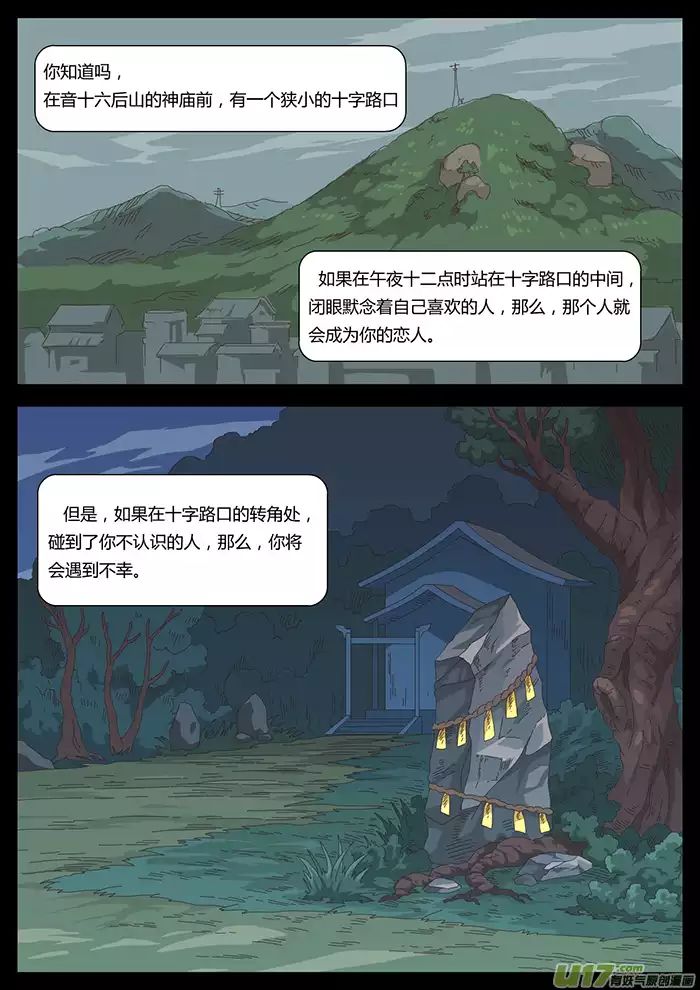 你知道吗，
在音十六后山的神庙前，有一个狭小的十字路口
如果在午夜十二点时站在十字路口的中间，
闭眼默念着自己喜欢的人，那么，那个人就
会成为你的恋人。
但是，如果在十字路口的转角处，
碰到了你不认识的人，那么，你将
会遇到不幸。
U17.com
有妖气原创漫画